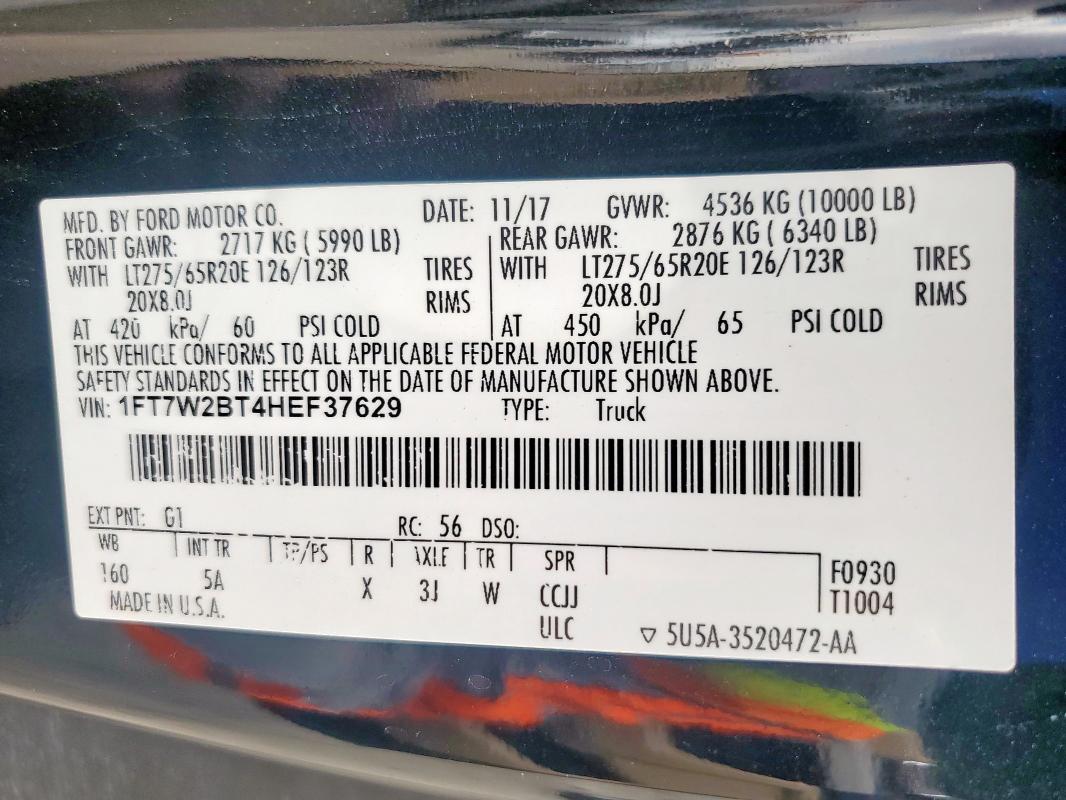 MFD. BY FORD MOTOR CO. DATE: 11/17 GVWR: 4536 KG (10000 LB)
FRONT GAWR: 2717 KG ( 5990 LB) REAR GAWR: 2876 KG ( 6340 LB)
WITH LT275/65R20E 126/123R TIRES WITH LT275/65R20E 126/123R TIRES
20X8.0J RIMS 20X8.0J RIMS
AT 420 kPa/ 60 PSI COLD AT 450 kPa/ 65 PSI COLD
THIS VEHICLE CONFORMS TO ALL APPLICABLE FEDERAL MOTOR VEHICLE
SAFETY STANDARDS IN EFFECT ON THE DATE OF MANUFACTURE SHOWN ABOVE.
VIN: 1FT7W2BT4HEF37629 TYPE: Truck
EXT PNT: G1 RC: 56 DSO:
WB INT TR TP/PS R AXLE TR SPR
160 5A X 3J W CCJJ F0930
MADE IN U.S.A. ULC T1004
5U5A-3520472-AA